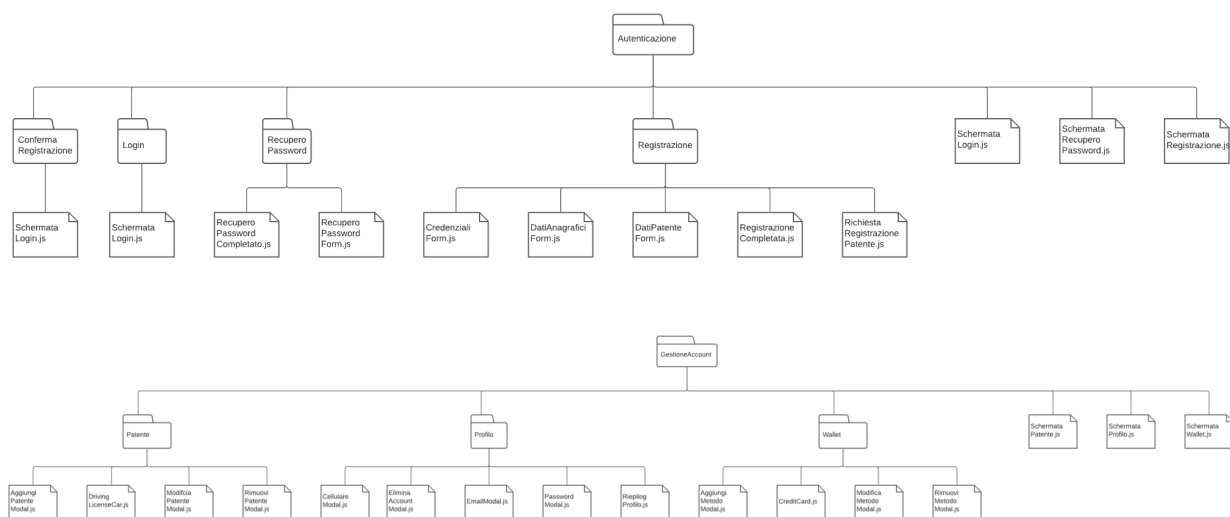 Autenticazione
Conferma
Registrazione
Login
Recupero
Password
Registrazione
Schermata
Login.js
Schermata
Recupero
Password.js
Schermata
Registrazione.js
Schermata
Login.js
Schermata
Login.js
Recupero
Password
Completato.js
Recupero
Password
Form.js
Credenziali
Form.js
DatiAnagrafici
Form.js
DatiPatente
Form.js
Registrazione
Completata.js
Richiesta
Registrazione
Patente.js
GestioneAccount
Patente
Profilo
Wallet
Schermata
Patente.js
Schermata
Profilo.js
Schermata
Wallet.js
Aggiungi
Patente
Modal.js
Driving
LicenseCar.js
Modifcia
Patente
Modal.js
Rimuovi
Patente
Modal.js
Cellulare
Modal.js
Elimina
Account
Modal.js
EmailModal.js
Password
Modal.js
Riepilog
Profilo.js
Aggiungi
Metodo
Modal.js
CreditCard.js
Modifica
Metodo
Modal.js
Rimuovi
Metodo
Modal.js